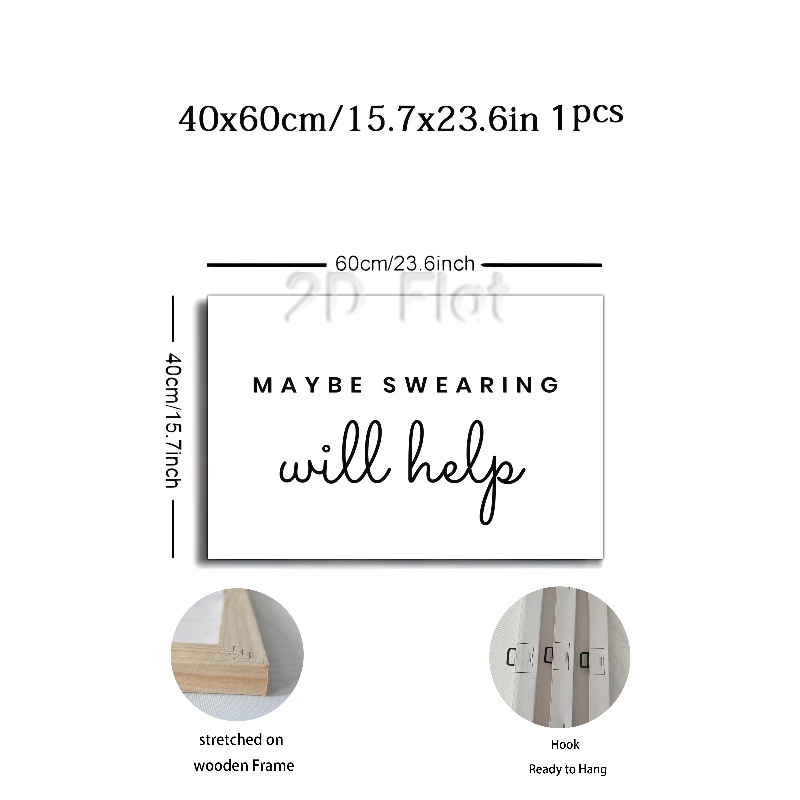 40x60cm/15.7x23.6in 1pcs
60cm/23.6inch
2D Flat
40cm/15.7inch
MAYBE SWEARING
will help
stretched on
wooden Frame
Hook
Ready to Hang